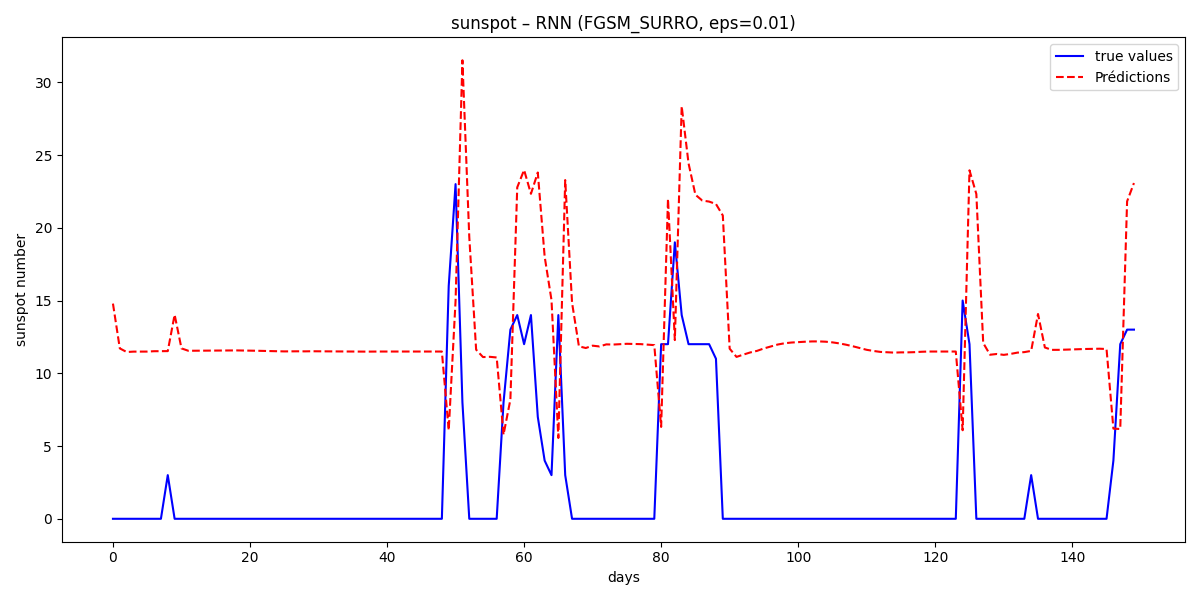 sunspot – RNN (FGSM_SURRO, eps=0.01)
true values
Prédictions
sunspot number
30
25
20
15
10
5
0
0 20 40 60 80 100 120 140
days